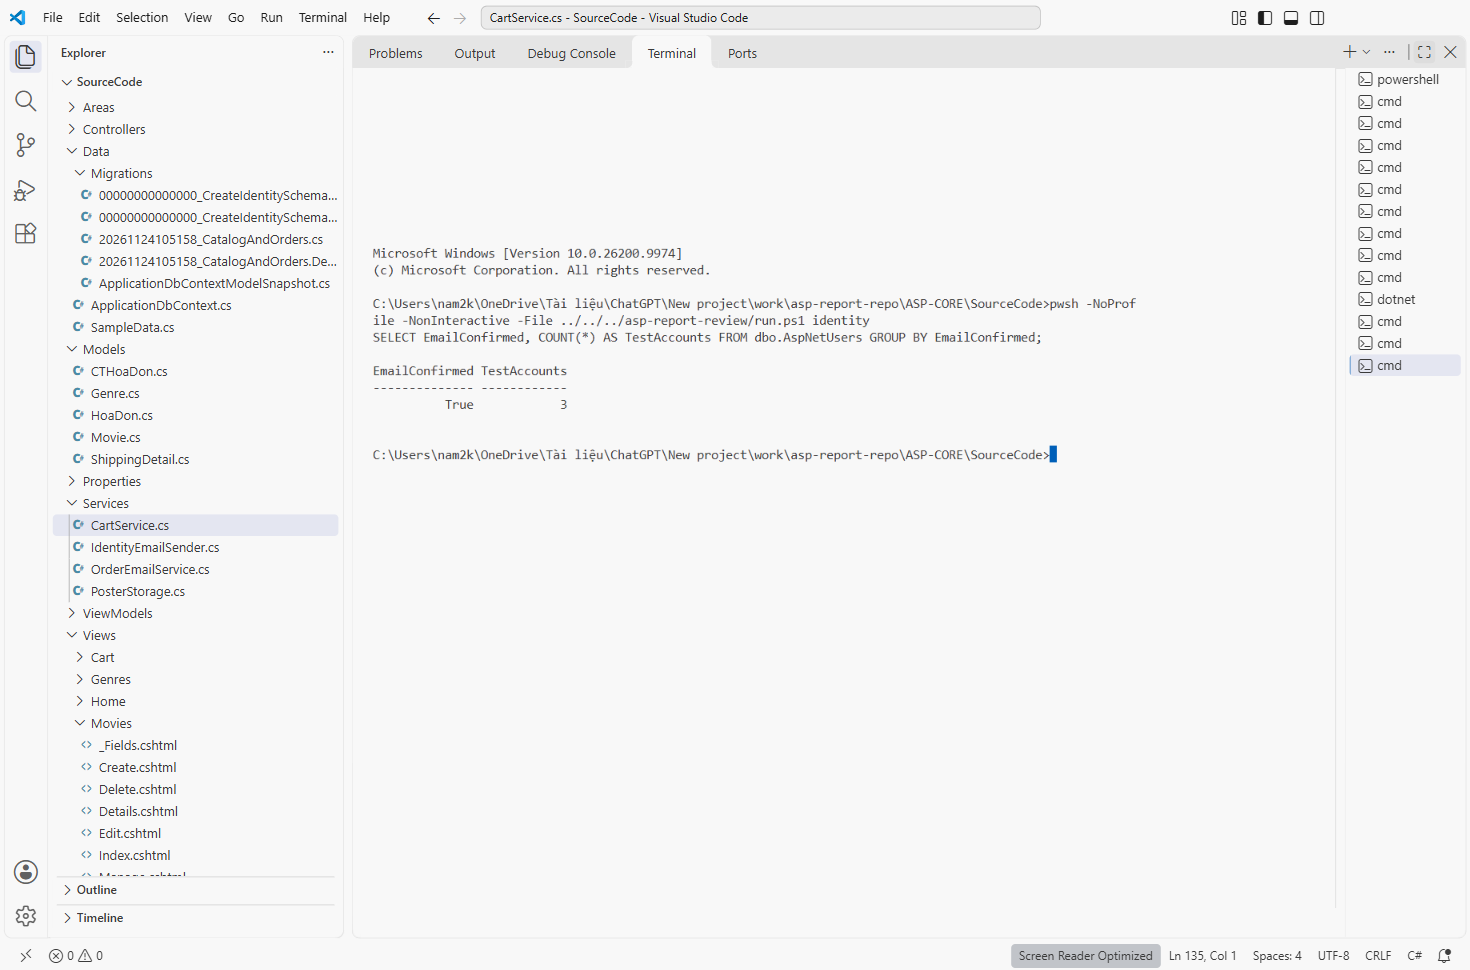 File Edit Selection View Go Run Terminal Help
CartService.cs - SourceCode - Visual Studio Code
Explorer
SourceCode
Areas
Controllers
Data
Migrations
00000000000000_CreateIdentitySchema...
00000000000000_CreateIdentitySchema...
20261124105158_CatalogAndOrders.cs
20261124105158_CatalogAndOrders.De...
ApplicationDbContextModelSnapshot.cs
ApplicationDbContext.cs
SampleData.cs
Models
CTHoaDon.cs
Genre.cs
HoaDon.cs
Movie.cs
ShippingDetail.cs
Properties
Services
CartService.cs
IdentityEmailSender.cs
OrderEmailService.cs
PosterStorage.cs
ViewModels
Views
Cart
Genres
Home
Movies
_Fields.cshtml
Create.cshtml
Delete.cshtml
Details.cshtml
Edit.cshtml
Index.cshtml
Outline
Timeline
Problems Output Debug Console Terminal Ports
Microsoft Windows [Version 10.0.26200.9974]
(c) Microsoft Corporation. All rights reserved.
C:\Users\nam2k\OneDrive\Tài liệu\ChatGPT\New project\work\asp-report-repo\ASP-CORE\SourceCode>pwsh -NoProf
ile -NonInteractive -File ../../../asp-report-review/run.ps1 identity
SELECT EmailConfirmed, COUNT(*) AS TestAccounts FROM dbo.AspNetUsers GROUP BY EmailConfirmed;
EmailConfirmed TestAccounts
-------------- ------------
True 3
C:\Users\nam2k\OneDrive\Tài liệu\ChatGPT\New project\work\asp-report-repo\ASP-CORE\SourceCode>
powershell
cmd
cmd
cmd
cmd
cmd
cmd
cmd
cmd
cmd
dotnet
cmd
cmd
cmd
0 0
Screen Reader Optimized Ln 135, Col 1 Spaces: 4 UTF-8 CRLF C#